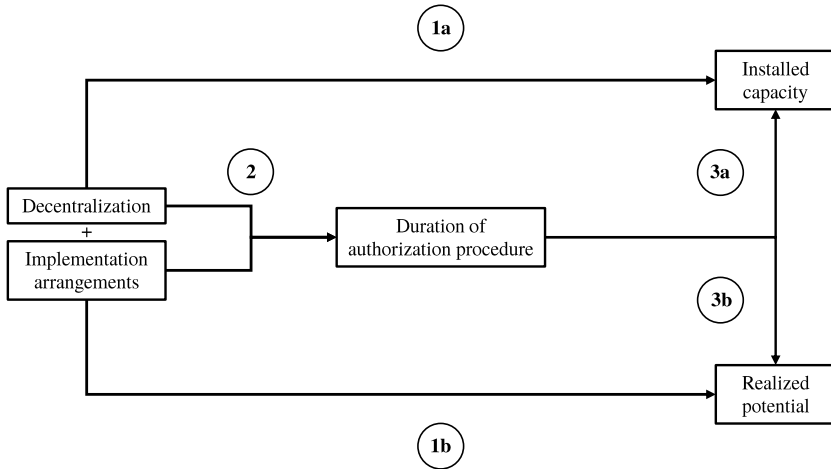 1a
Installed
capacity
2
3a
Decentralization
+
Implementation
arrangements
Duration of
authorization procedure
3b
Realized
potential
1b